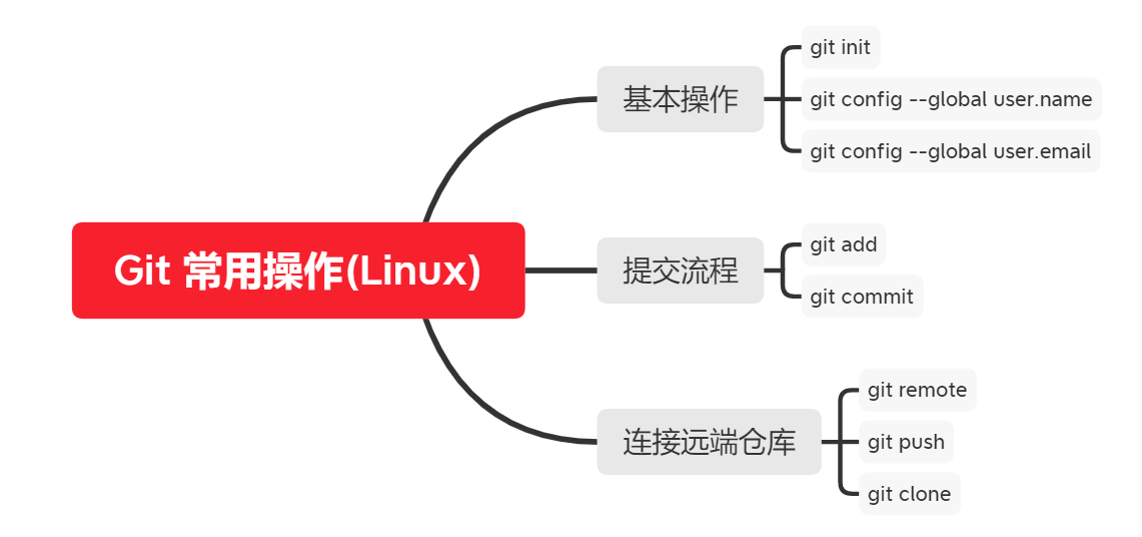 Git 常用操作(Linux)
基本操作
git init
git config --global user.name
git config --global user.email
提交流程
git add
git commit
连接远端仓库
git remote
git push
git clone